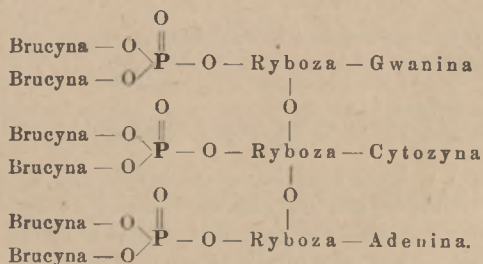 O
Brucyna — O
P — O — Ryboza — Gwanina
Brucyna — O
O
O
Brucyna — O
P — O — Ryboza — Cytozyna
Brucyna — O
O
O
Brucyna — O
P — O — Ryboza — Adenina.
Brucyna — O